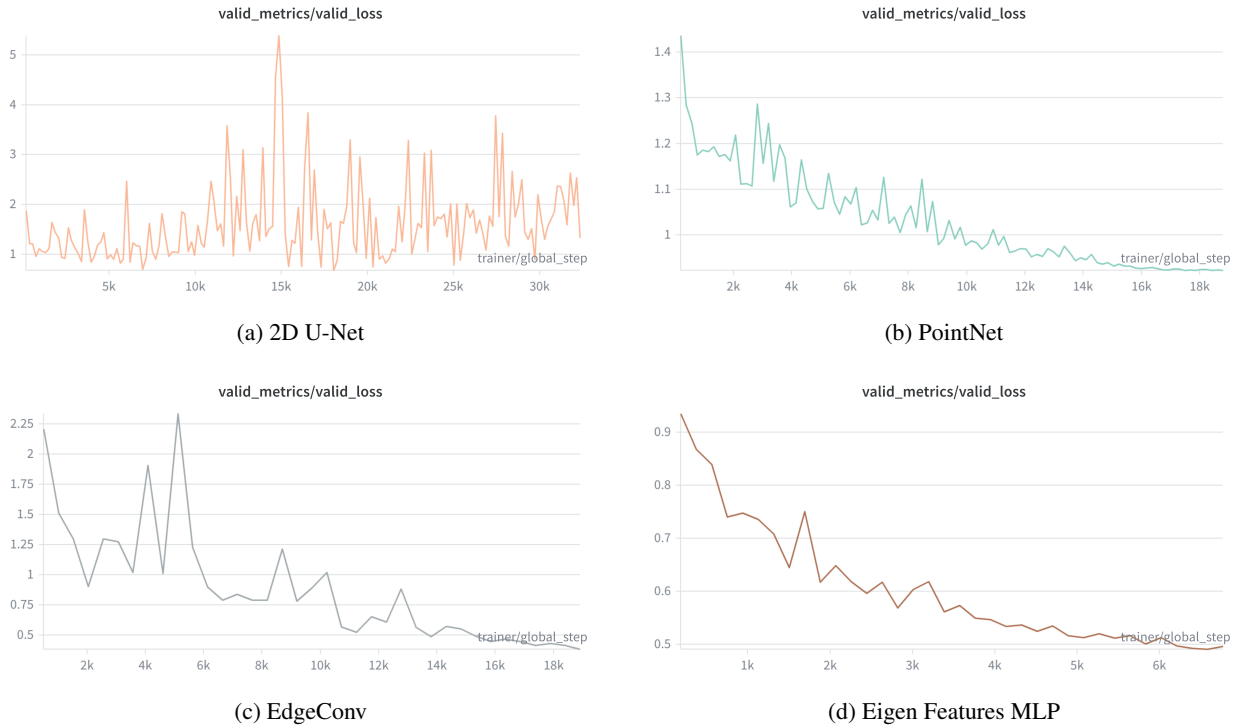 valid_metrics/valid_loss
5
4
3
2
1
trainer/global_step
5k 10k 15k 20k 25k 30k
(a) 2D U-Net
valid_metrics/valid_loss
1.4
1.3
1.2
1.1
1
trainer/global_step
2k 4k 6k 8k 10k 12k 14k 16k 18k
(b) PointNet
valid_metrics/valid_loss
2.25
2
1.75
1.5
1.25
1
0.75
0.5
trainer/global_step
2k 4k 6k 8k 10k 12k 14k 16k 18k
(c) EdgeConv
valid_metrics/valid_loss
0.9
0.8
0.7
0.6
0.5
trainer/global_step
1k 2k 3k 4k 5k 6k
(d) Eigen Features MLP